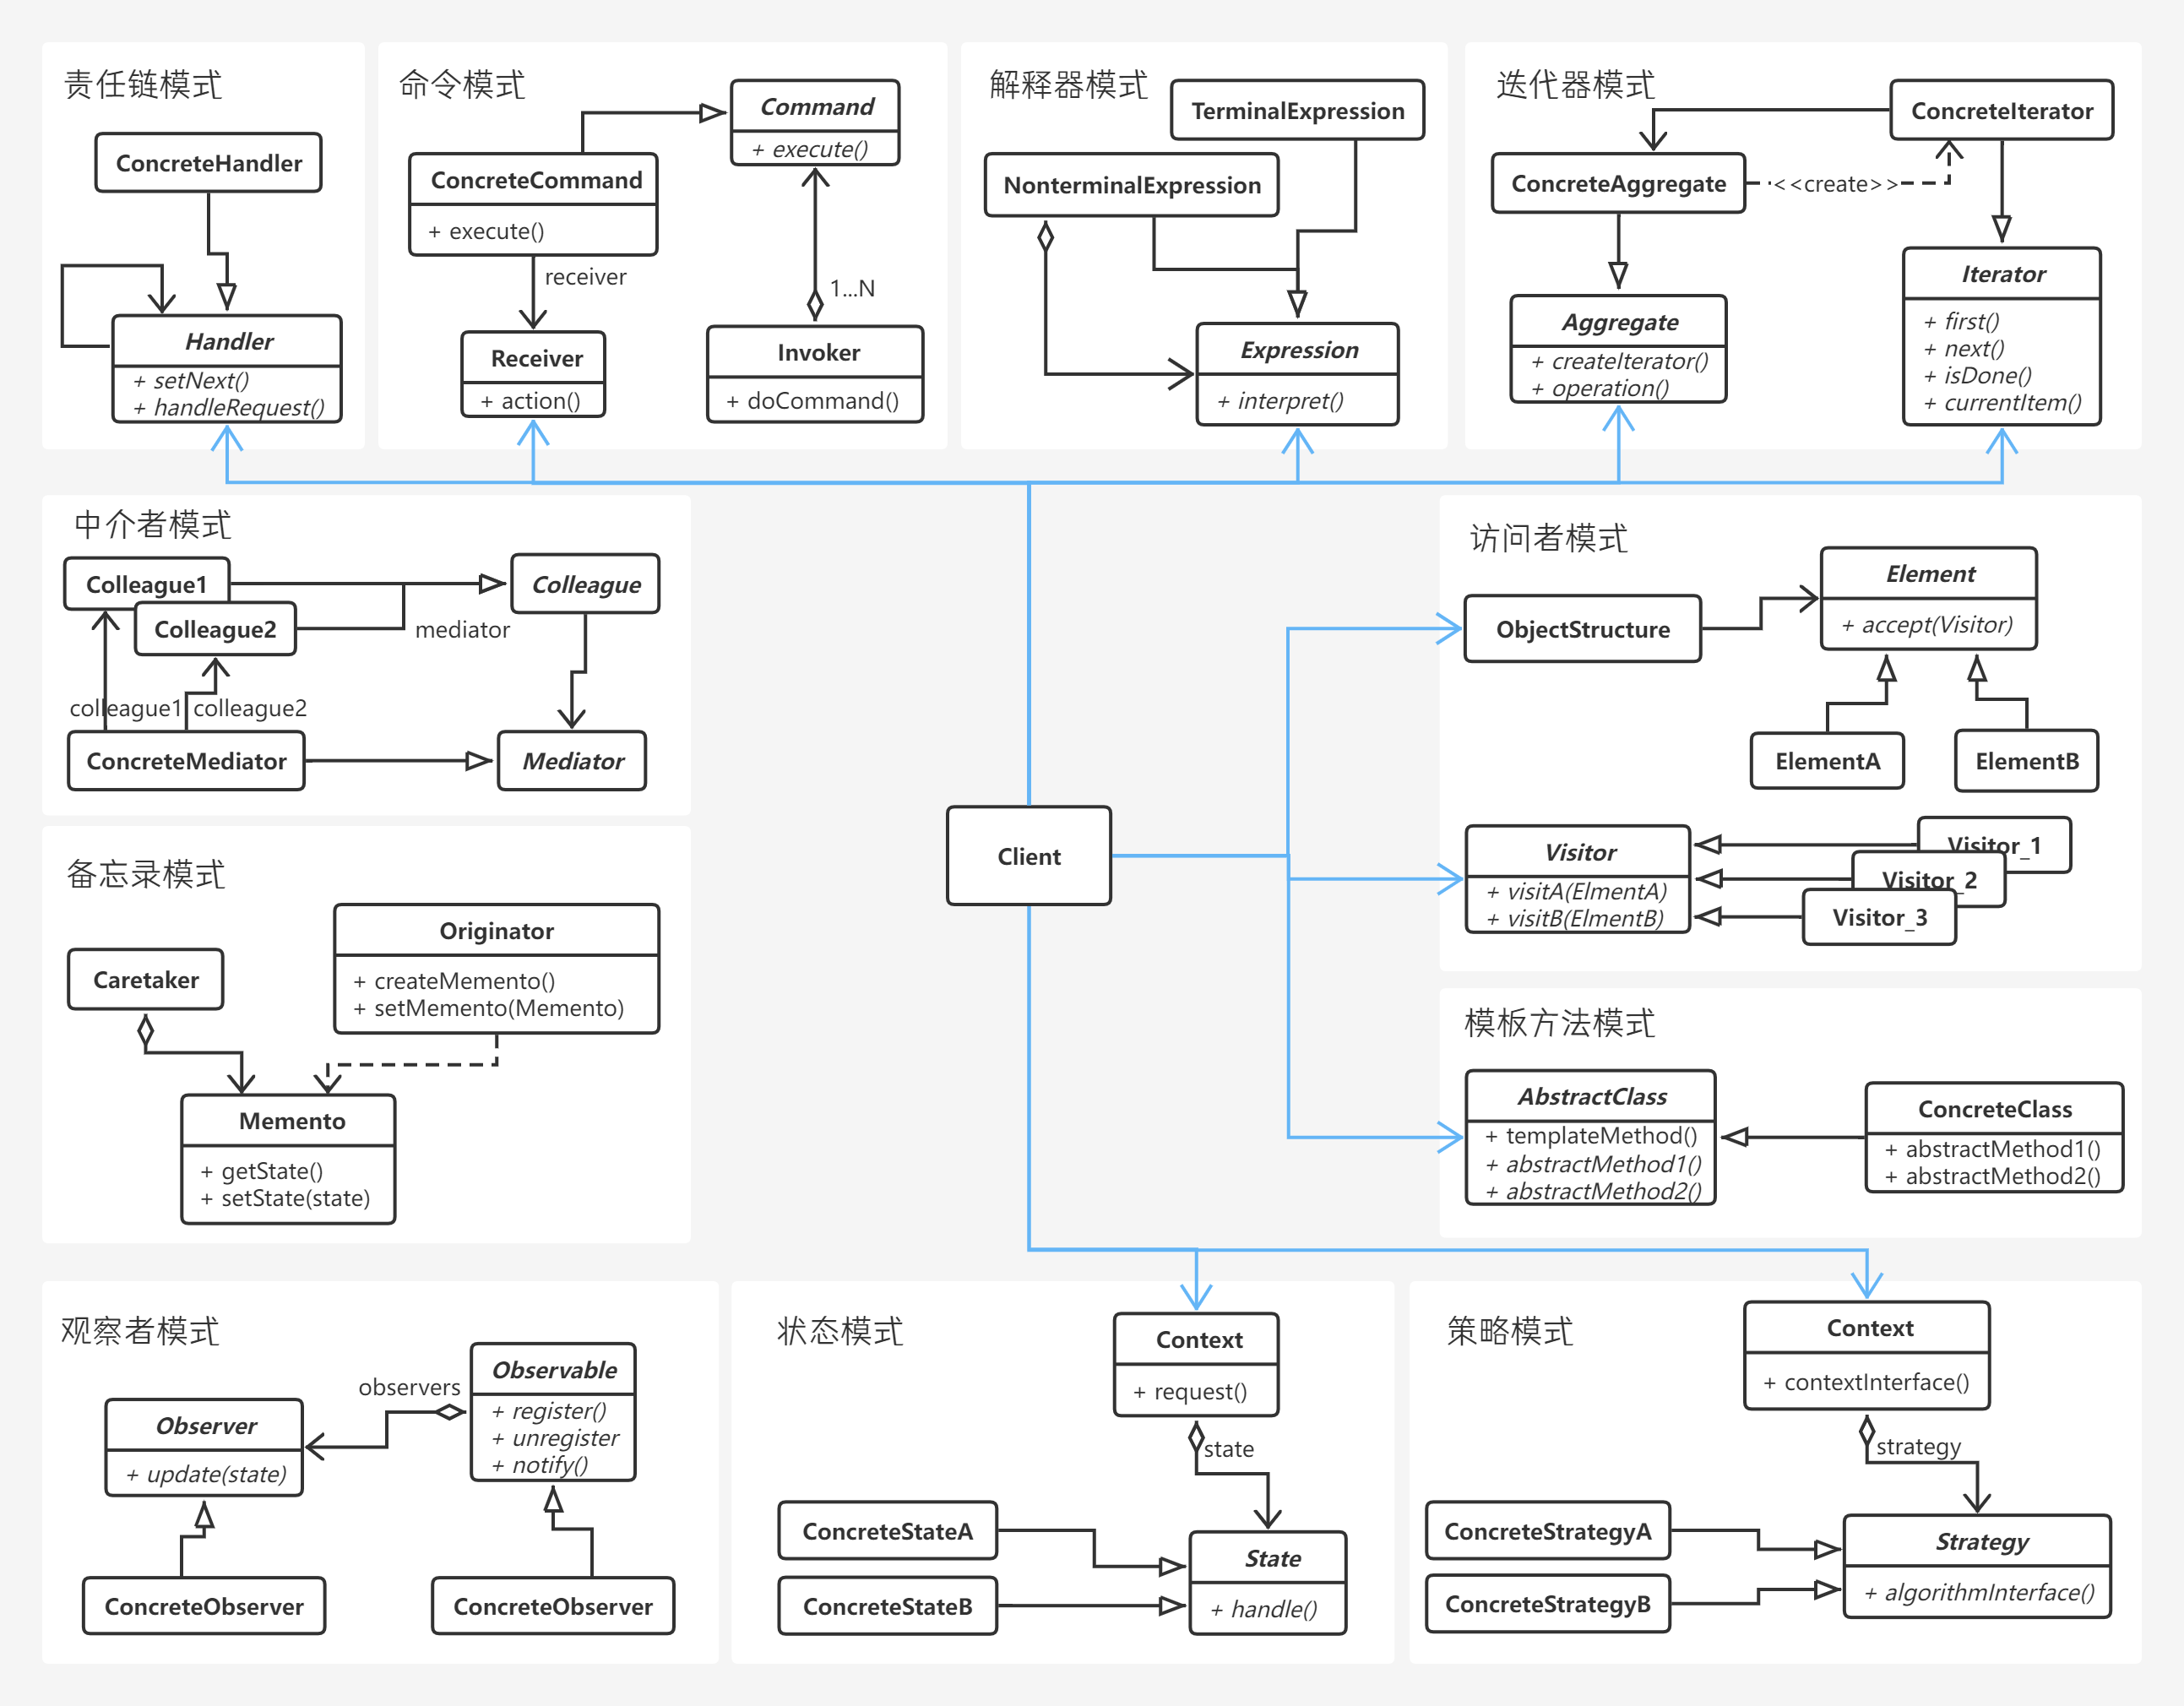 责任链模式
ConcreteHandler
Handler
+ setNext()
+ handleRequest()
命令模式
Command
+ execute()
ConcreteCommand
+ execute()
receiver
1...N
Receiver
+ action()
Invoker
+ doCommand()
解释器模式
TerminalExpression
NonterminalExpression
Expression
+ interpret()
迭代器模式
ConcreteIterator
ConcreteAggregate
<<create>>
Iterator
+ first()
+ next()
+ isDone()
+ currentItem()
Aggregate
+ createIterator()
+ operation()
中介者模式
Colleague1
Colleague
Colleague2
mediator
colleague1
colleague2
ConcreteMediator
Mediator
访问者模式
Element
+ accept(Visitor)
ObjectStructure
ElementA
ElementB
Visitor
+ visitA(ElmentA)
+ visitB(ElmentB)
Visitor_1
Visitor_2
Visitor_3
Client
备忘录模式
Originator
+ createMemento()
+ setMemento(Memento)
Caretaker
Memento
+ getState()
+ setState(state)
模板方法模式
AbstractClass
+ templateMethod()
+ abstractMethod1()
+ abstractMethod2()
ConcreteClass
+ abstractMethod1()
+ abstractMethod2()
观察者模式
Observable
+ register()
+ unregister
+ notify()
observers
Observer
+ update(state)
ConcreteObserver
ConcreteObserver
状态模式
Context
+ request()
state
ConcreteStateA
ConcreteStateB
State
+ handle()
策略模式
Context
+ contextInterface()
strategy
ConcreteStrategyA
ConcreteStrategyB
Strategy
+ algorithmInterface()